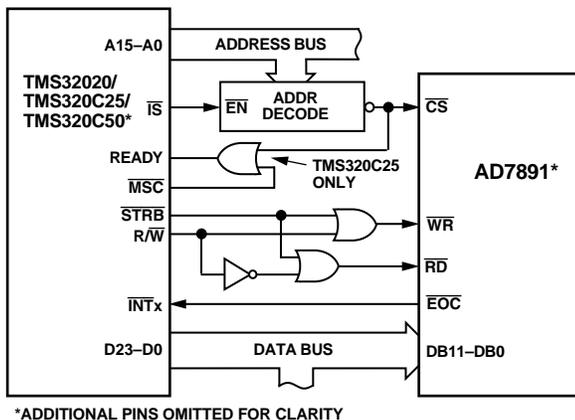 A15–A0
ADDRESS BUS
TMS32020/
TMS320C25/
TMS320C50*
IS
EN
ADDR
DECODE
CS
READY
TMS320C25
ONLY
MSC
AD7891*
STRB
R/W
WR
RD
INTx
EOC
D23–D0
DATA BUS
DB11–DB0
*ADDITIONAL PINS OMITTED FOR CLARITY